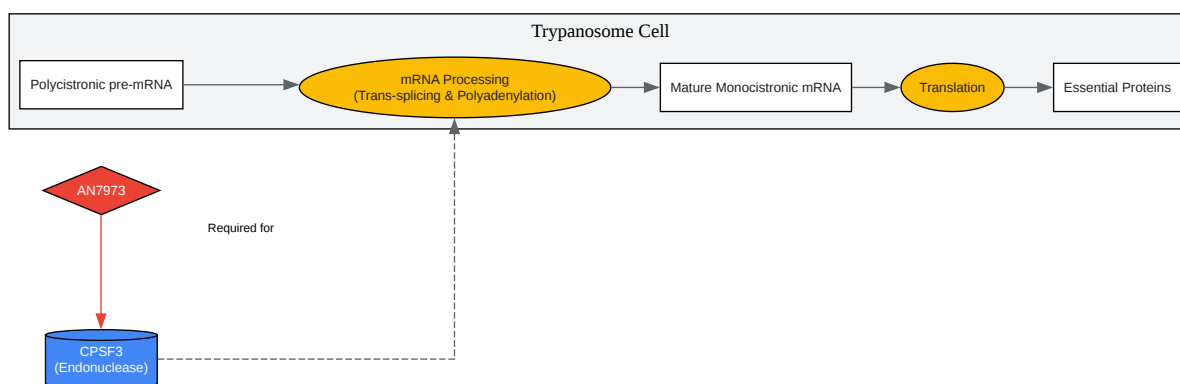 Trypanosome Cell
Polycistronic pre-mRNA
mRNA Processing
(Trans-splicing & Polyadenylation)
Mature Monocistronic mRNA
Translation
Essential Proteins
AN7973
Required for
CPSF3
(Endonuclease)